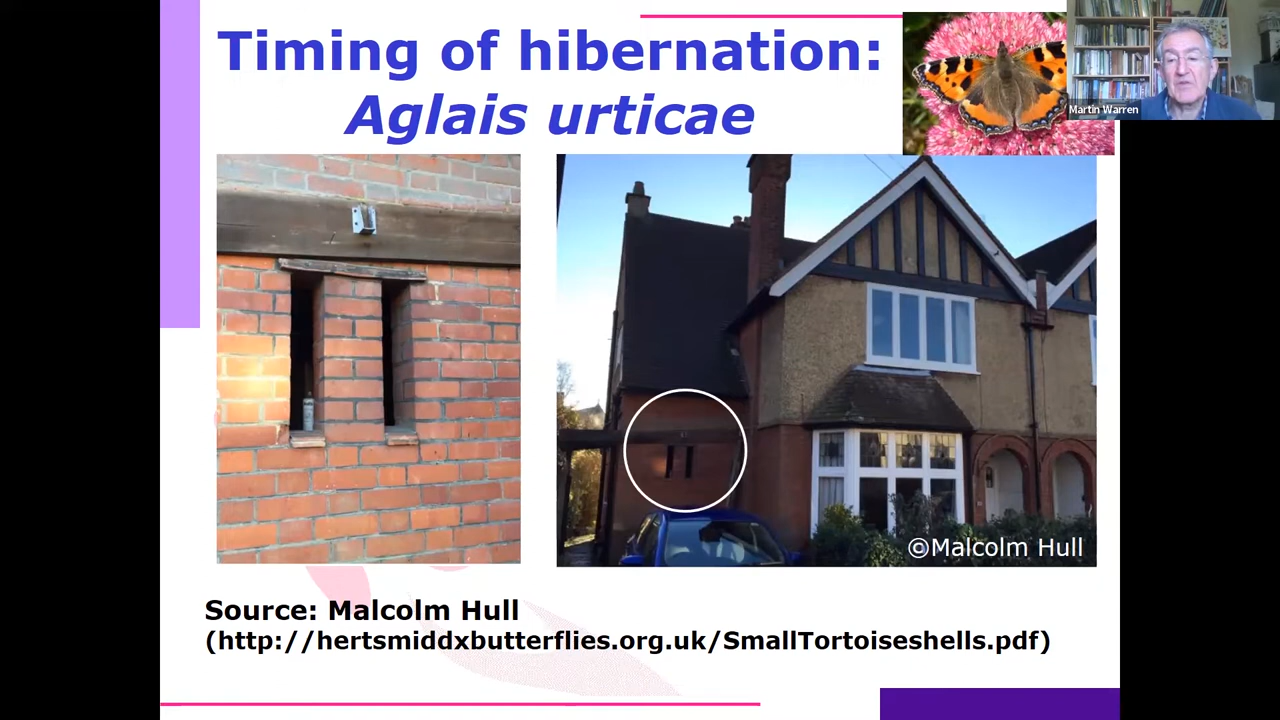 Timing of hibernation:
Aglais urticae
Martin Warren
©Malcolm Hull
Source: Malcolm Hull
(http://hertsmiddxbutterflies.org.uk/SmallTortoiseshells.pdf)